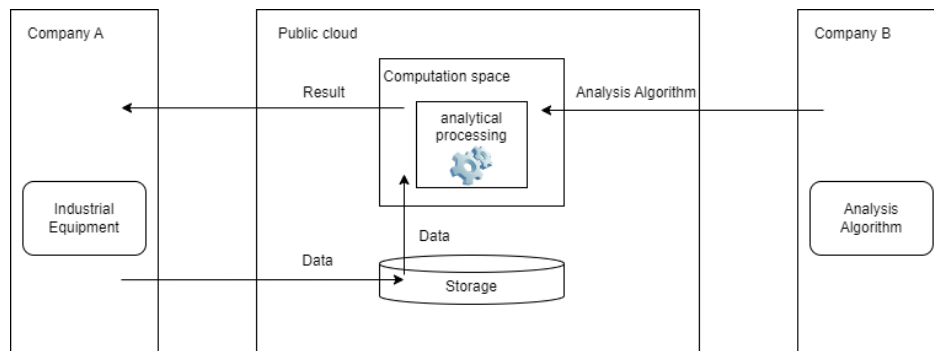 Company A
Public cloud
Company B
Computation space
Result
Analysis Algorithm
analytical
processing
Industrial
Equipment
Analysis
Algorithm
Data
Data
Storage